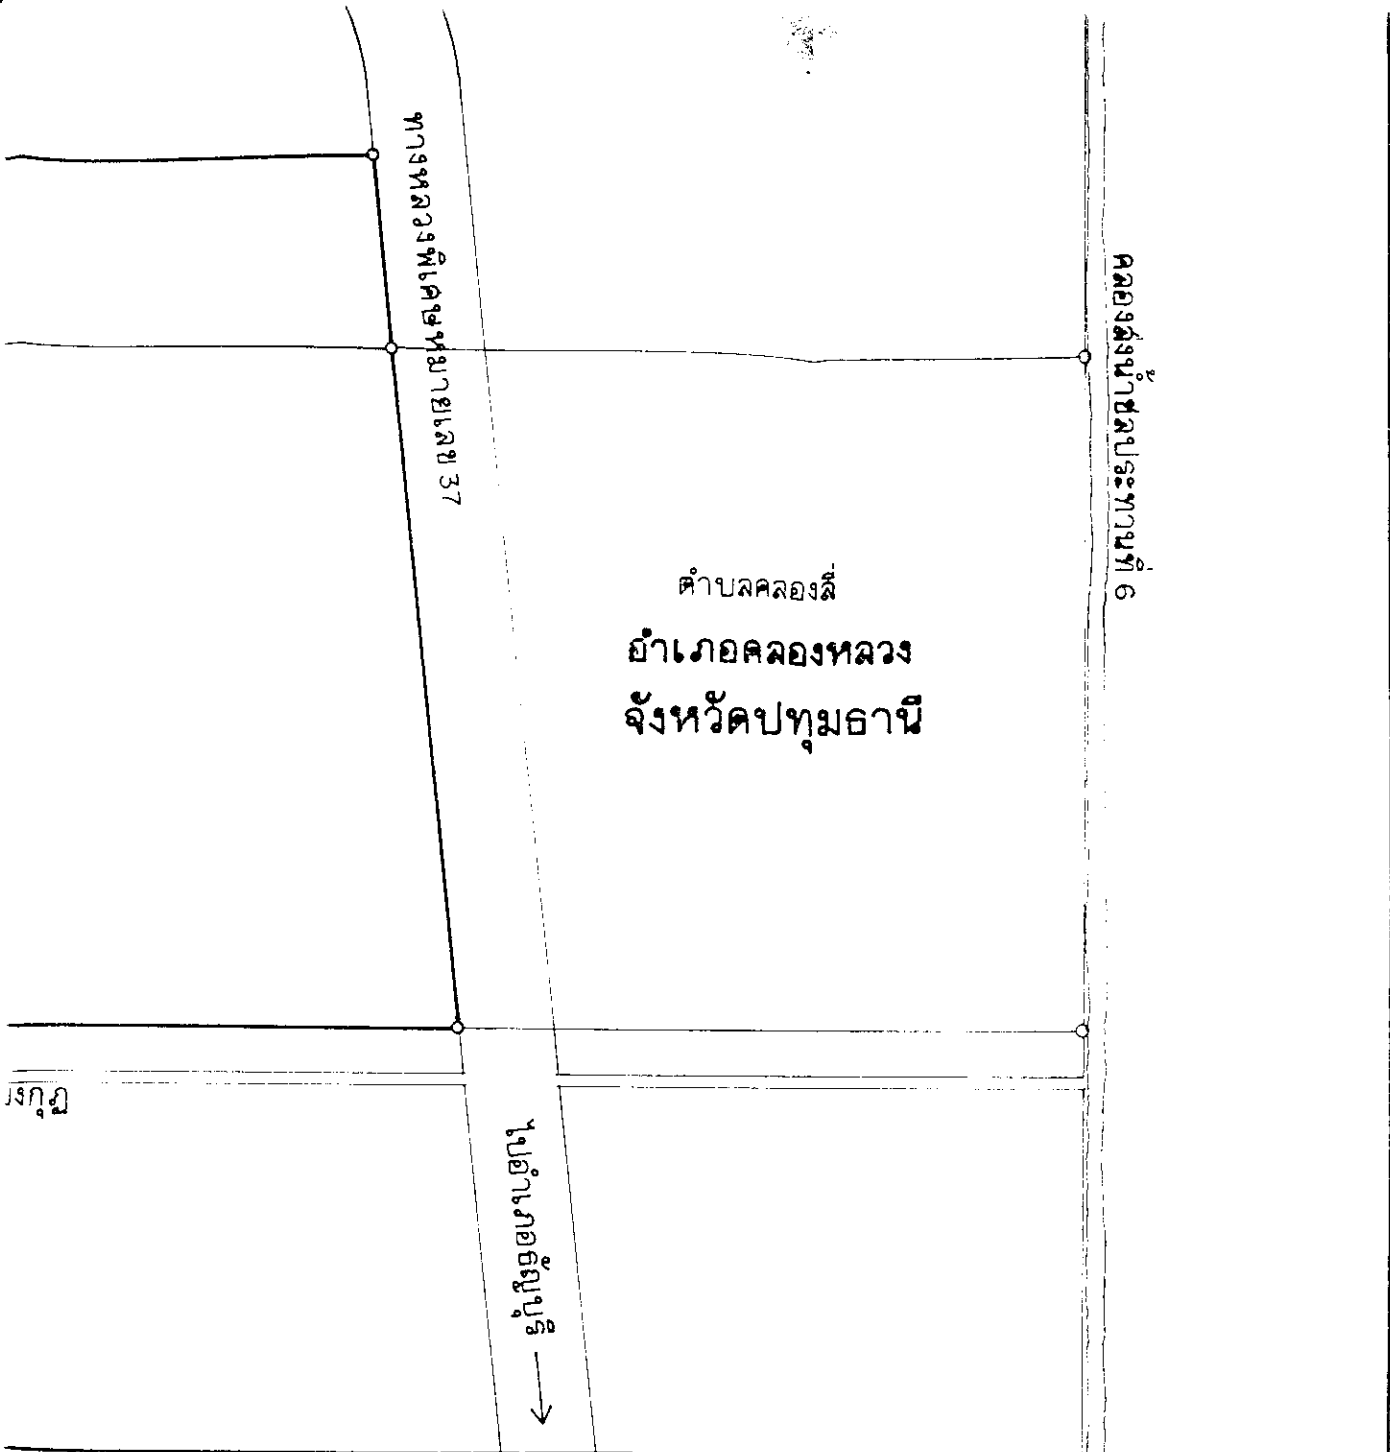 ทางหลวงพิเศษหมายเลข 37
คลองส่งน้ำชลประทานที่ 6
ตำบลคลองสี่
อำเภอคลองหลวง
จังหวัดปทุมธานี
ไปอำเภอธัญบุรี